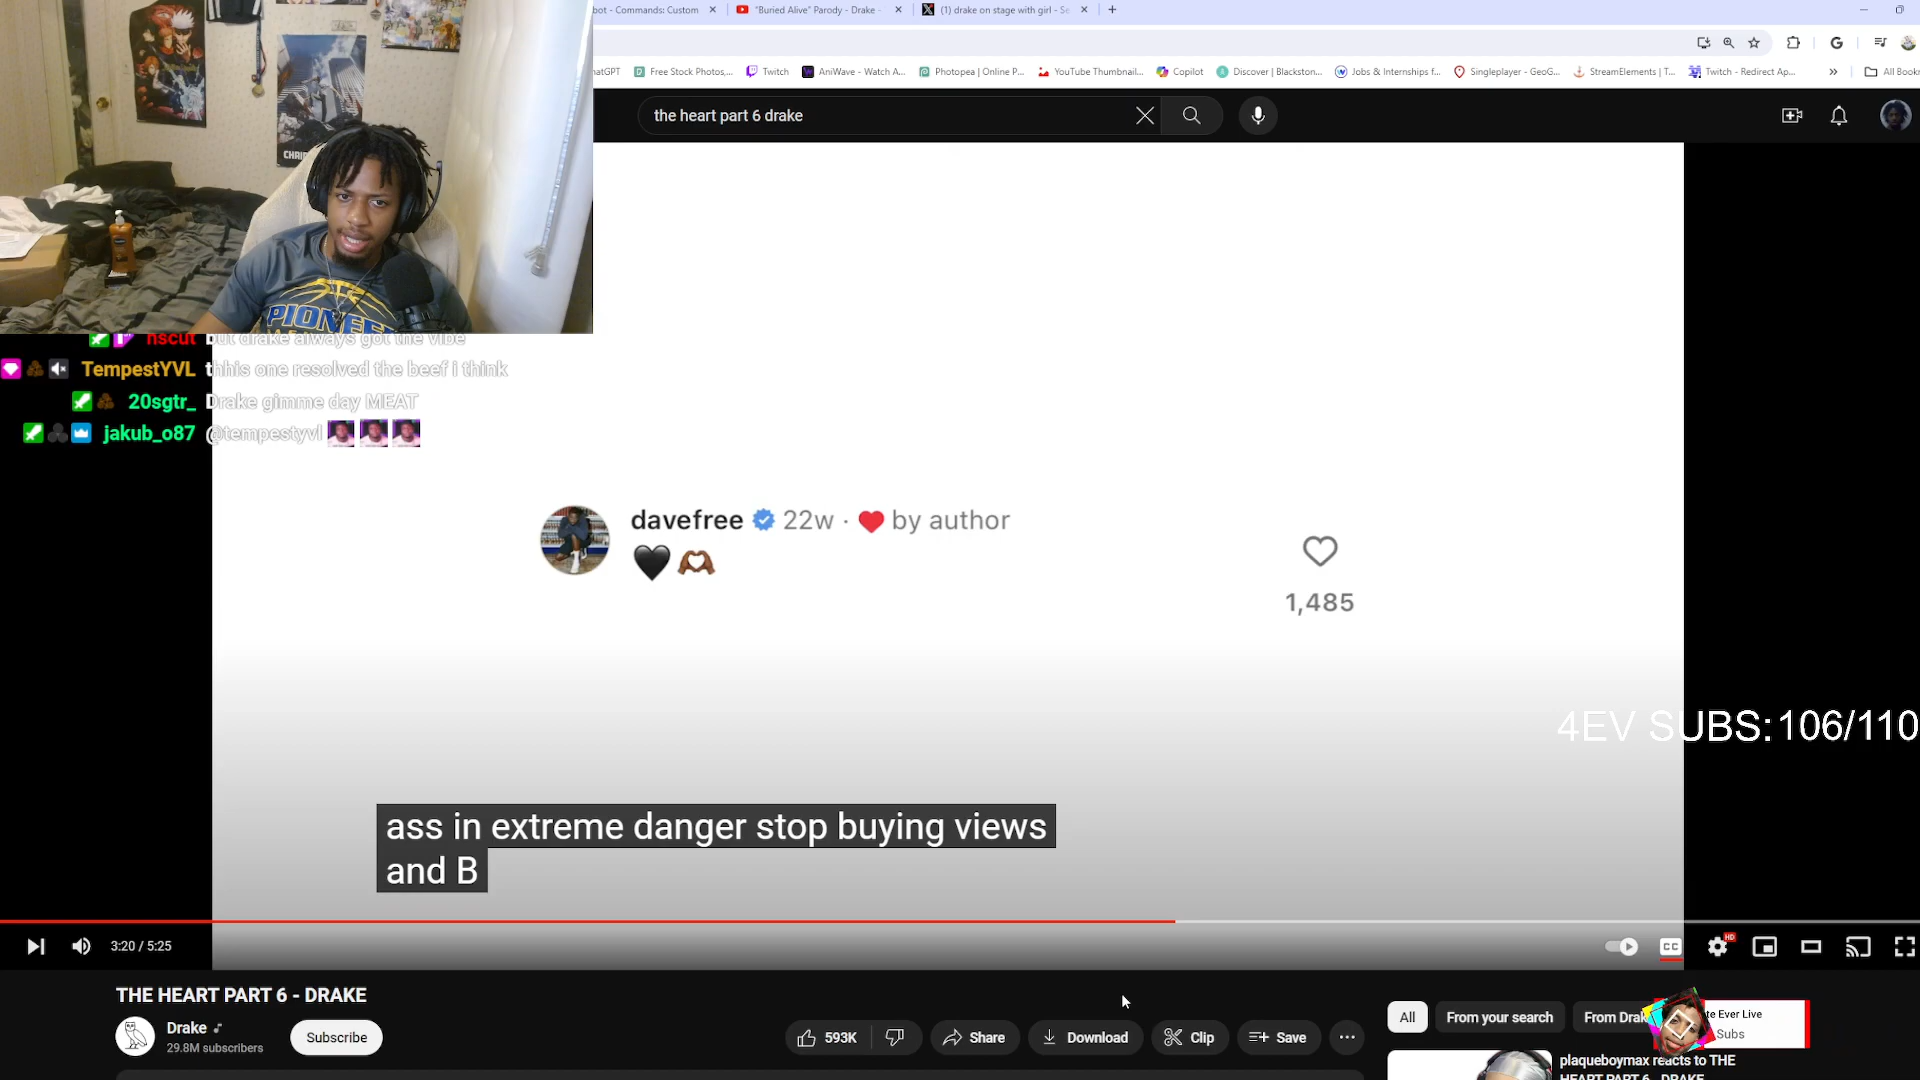 bot - Commands: Custom
"Buried Alive" Parody - Drake -
(1) drake on stage with girl - Se
hatGPT
Free Stock Photos,...
Twitch
AniWave - Watch A...
Photopea | Online P...
YouTube Thumbnail...
Copilot
Discover | Blackston...
Jobs & Internships f...
Singleplayer - GeoG...
StreamElements | T...
Twitch - Redirect Ap...
»
All Book
the heart part 6 drake
CHRI
PIONEE
nscut but drake always got the vibe
TempestYVL thhis one resolved the beef i think
20sgtr_ Drake gimme day MEAT
jakub_o87 @tempestyvl
davefree 22w · by author
1,485
4EV SUBS: 106/110
ass in extreme danger stop buying views
and B
3:20 / 5:25
CC
HD
THE HEART PART 6 - DRAKE
Drake
29.8M subscribers
Subscribe
593K
Share
Download
Clip
Save
All
From your search
From Drak
te Ever Live
Subs
plaqueboymax reacts to THE
HEART PART 6 - DRAKE